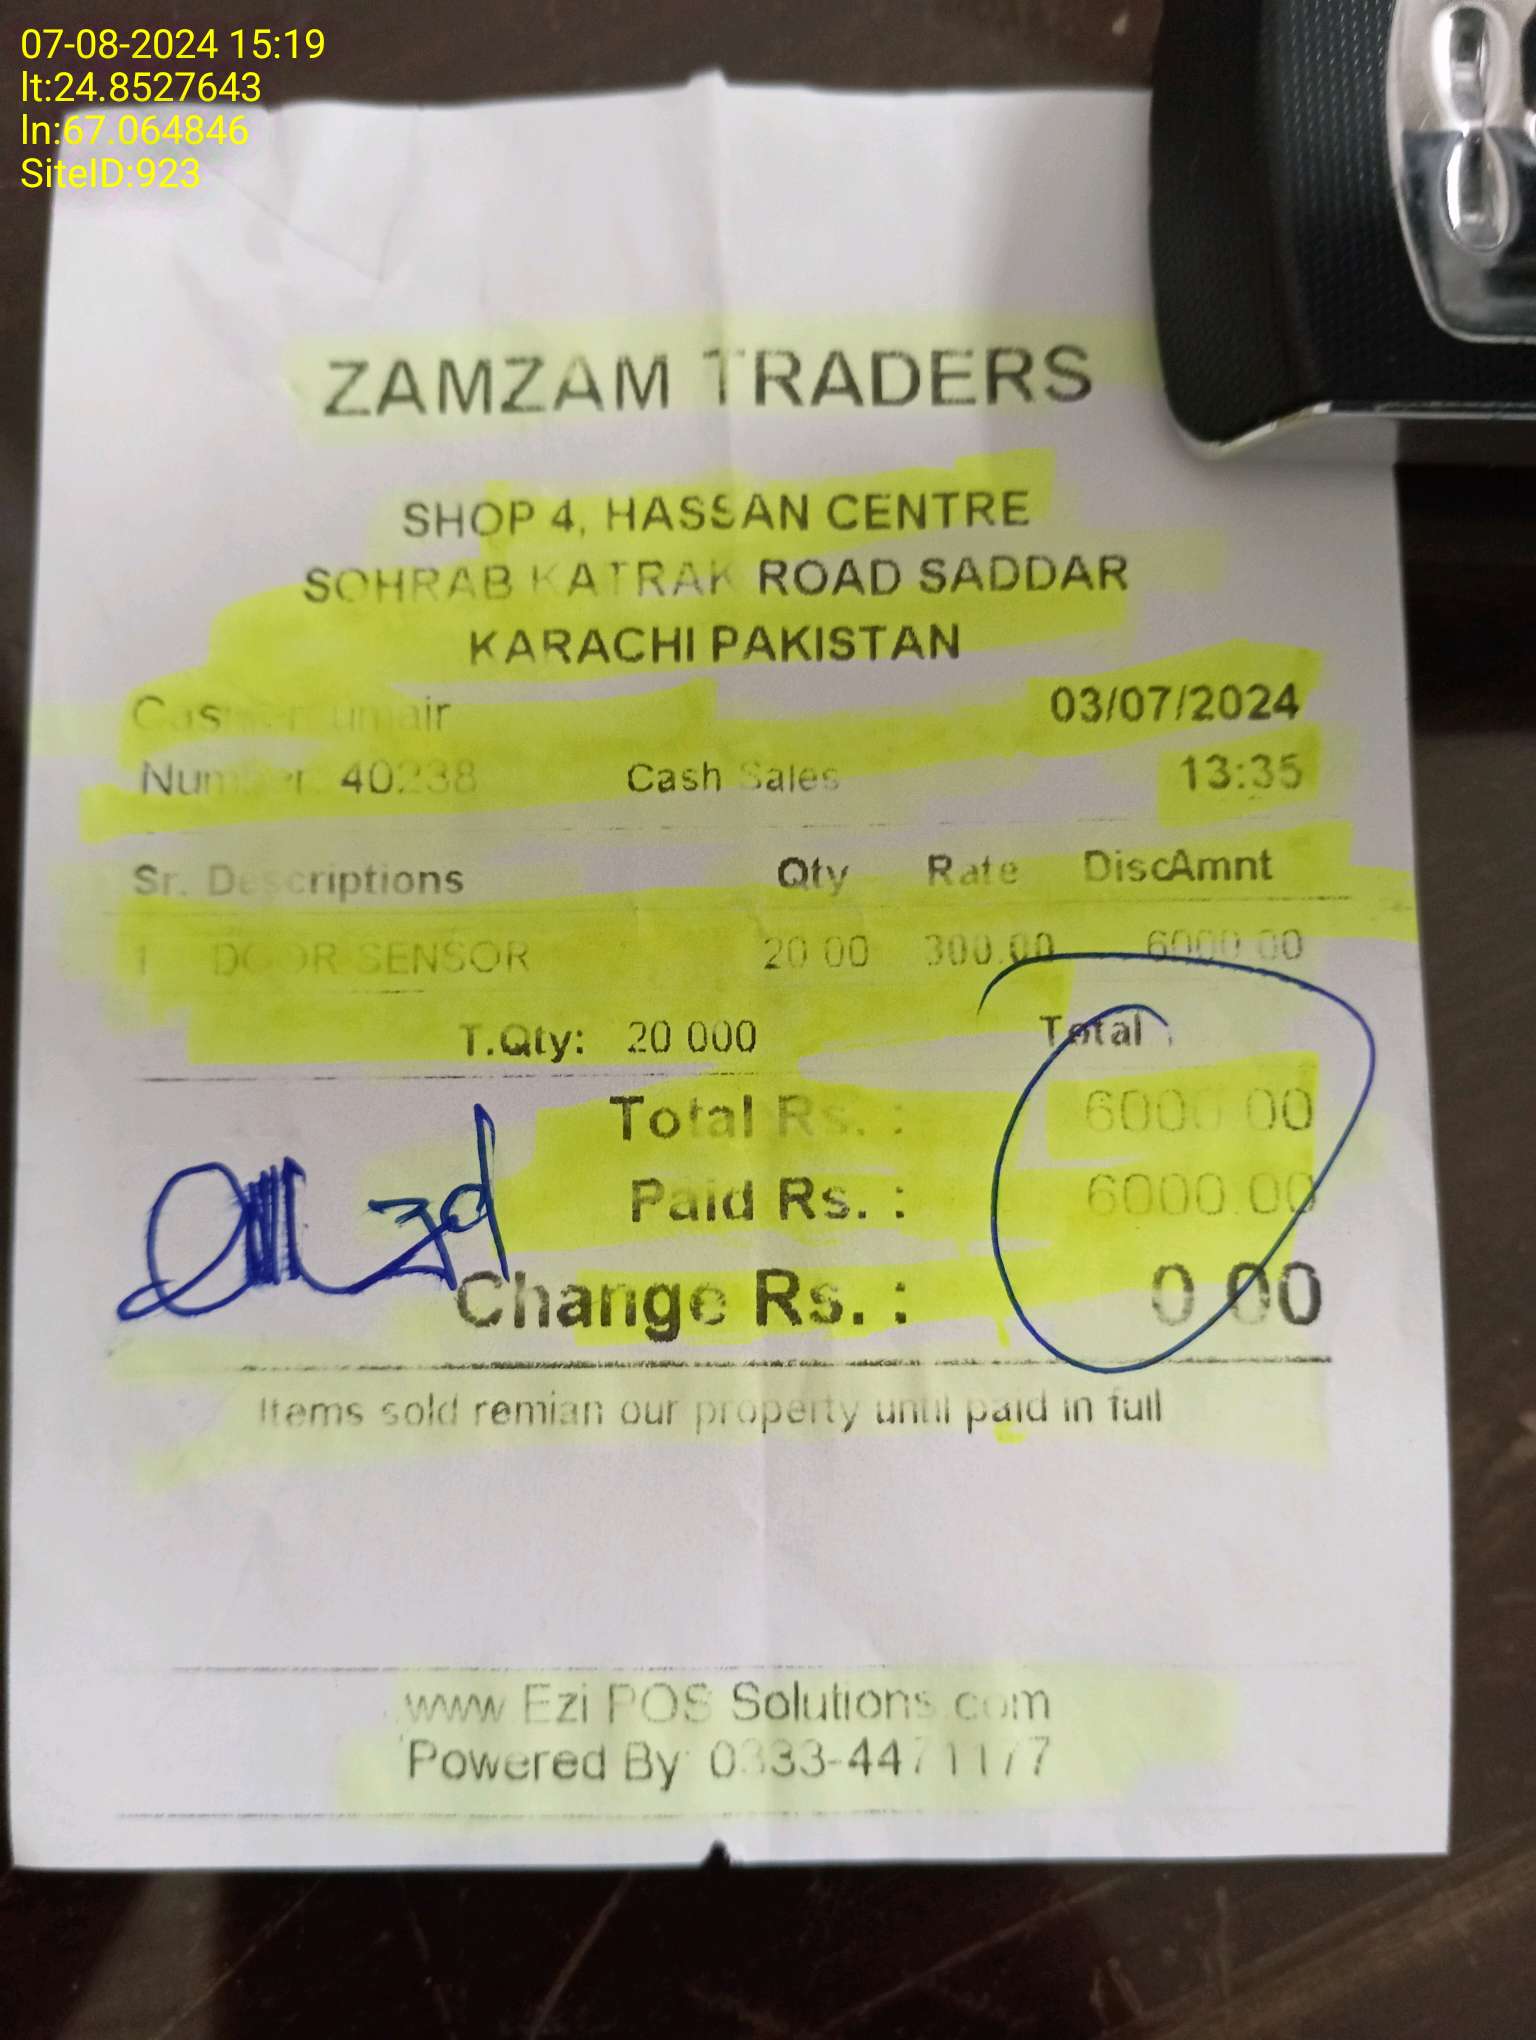 07-08-2024 15:19
lt:24.8527643
ln:67.064846
SiteID:923
ZAMZAM TRADERS
SHOP 4, HASSAN CENTRE
SOHRAB KATRAK ROAD SADDAR
KARACHI PAKISTAN
Cashier umair 03/07/2024
Number 40238 Cash Sales 13:35
Sr. Descriptions Qty Rate DiscAmnt
1 DOOR SENSOR 20.00 300.00 6000.00
T.Qty: 20.000 Total :
Total Rs. : 6000.00
Paid Rs. : 6000.00
Change Rs. : 0.00
Items sold remian our property until paid in full
www Ezi POS Solutions.com
Powered By 0333-4471177